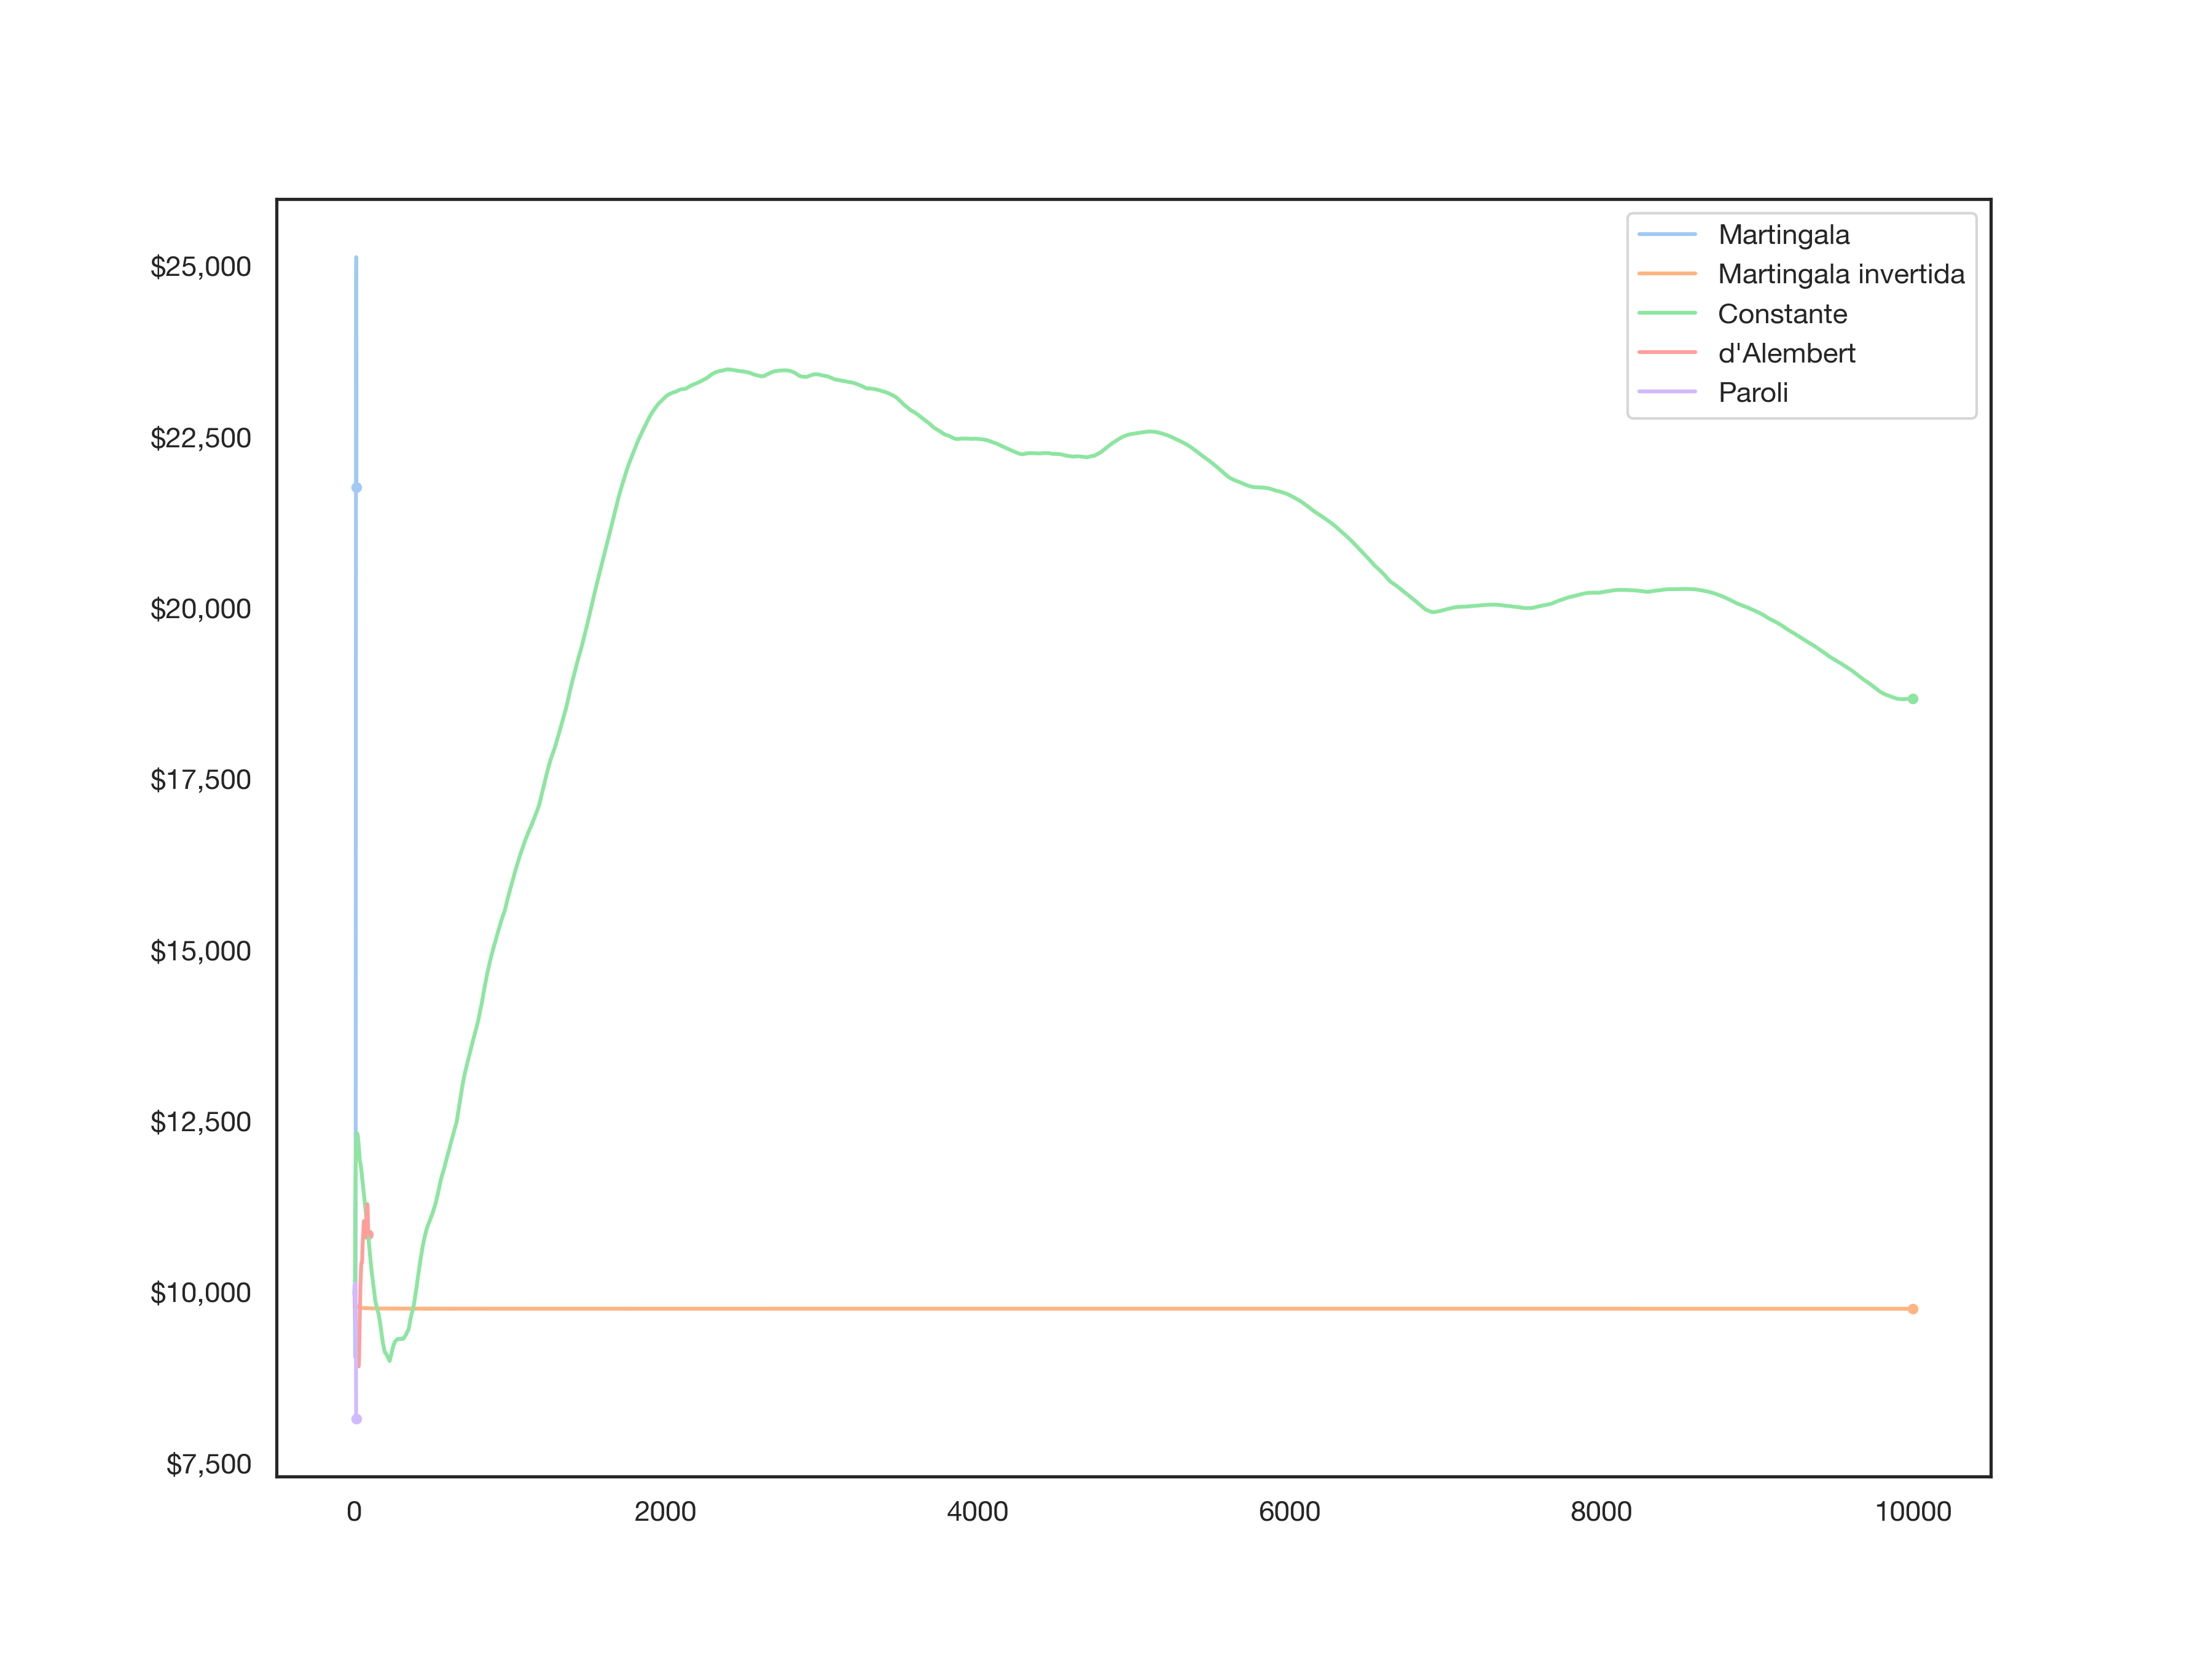 $25,000
$22,500
$20,000
$17,500
$15,000
$12,500
$10,000
$7,500
0 2000 4000 6000 8000 10000
Martingala
Martingala invertida
Constante
d'Alembert
Paroli